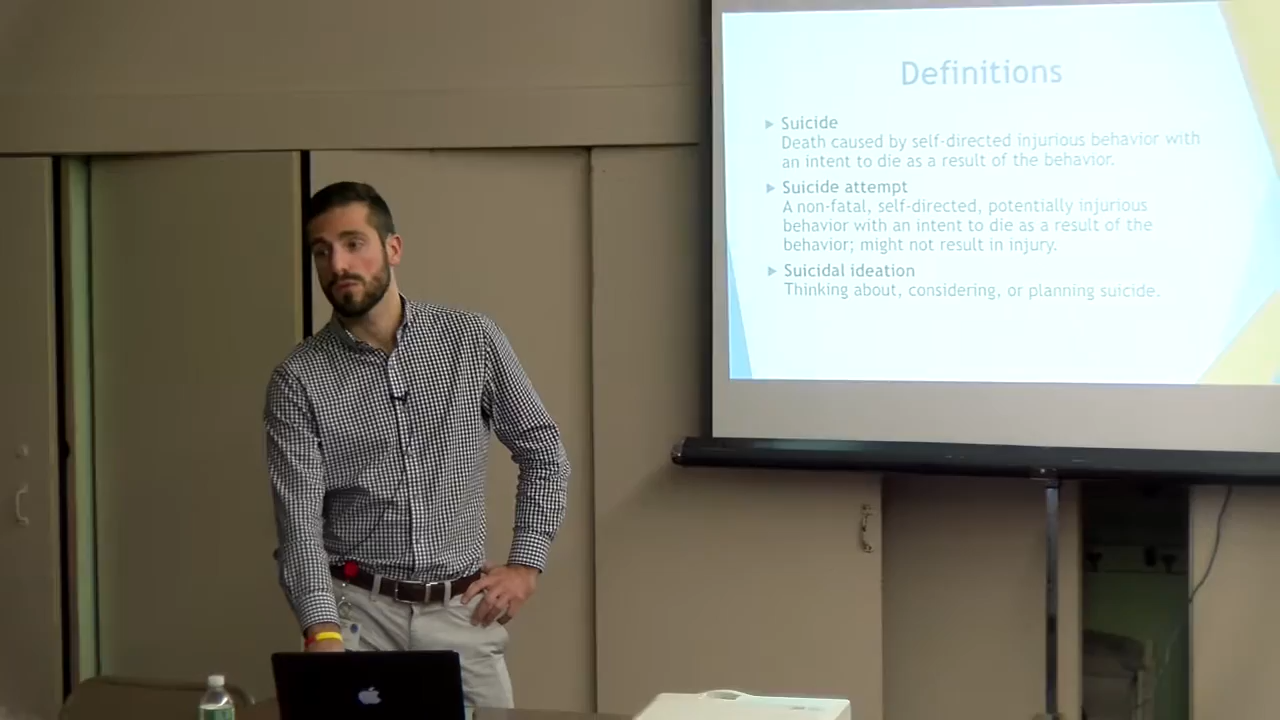 Definitions
Suicide
Death caused by self-directed injurious behavior with
an intent to die as a result of the behavior.
Suicide attempt
A non-fatal, self-directed, potentially injurious
behavior with an intent to die as a result of the
behavior; might not result in injury.
Suicidal ideation
Thinking about, considering, or planning suicide.